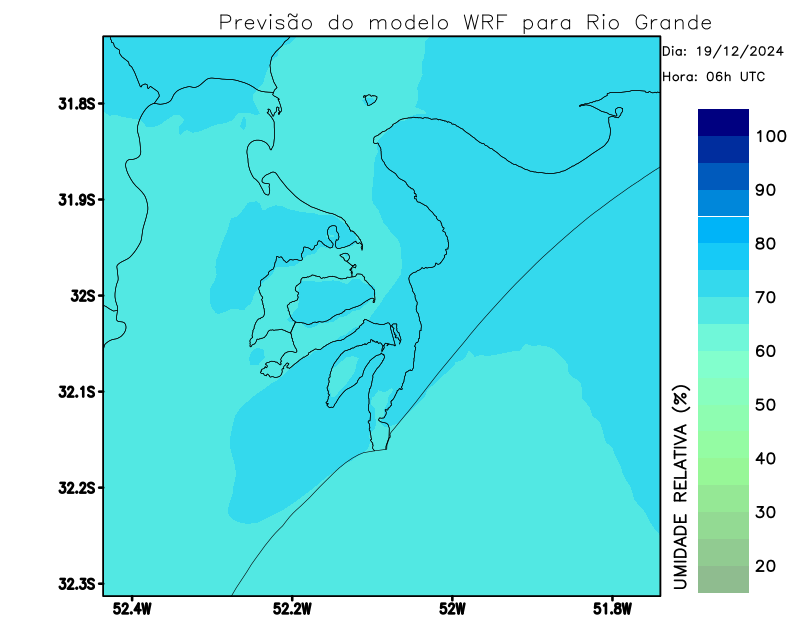 Previsão do modelo WRF para Rio Grande
Dia: 19/12/2024
Hora: 06h UTC
31.8S
31.9S
32S
32.1S
32.2S
32.3S
52.4W
52.2W
52W
51.8W
100
90
80
70
60
50
40
30
20
UMIDADE RELATIVA (%)